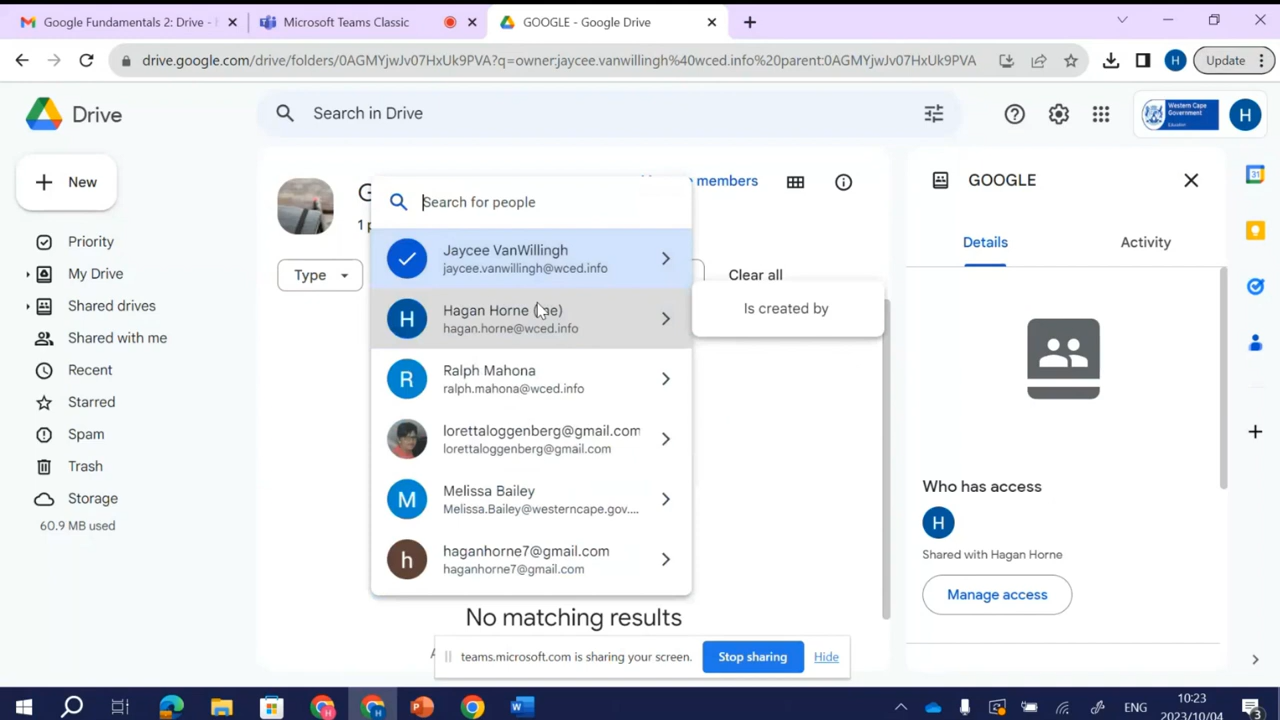 Google Fundamentals 2: Drive -
Microsoft Teams Classic
GOOGLE - Google Drive
drive.google.com/drive/folders/0AGMYjwJv07HxUk9PVA?q=owner:jaycee.vanwillingh%40wced.info%20parent:0AGMYjwJv07HxUk9PVA
H
Update
Drive
Search in Drive
Western Cape
Government
Education
H
New
members
GOOGLE
Search for people
1 p
Priority
Jaycee VanWillingh
jaycee.vanwillingh@wced.info
Details
Activity
My Drive
Type
Clear all
Shared drives
H
Hagan Horne (me)
hagan.horne@wced.info
Is created by
Shared with me
Recent
R
Ralph Mahona
ralph.mahona@wced.info
Starred
Spam
lorettaloggenberg@gmail.com
lorettaloggenberg@gmail.com
Trash
Storage
60.9 MB used
M
Melissa Bailey
Melissa.Bailey@westerncape.gov....
Who has access
H
Shared with Hagan Horne
h
haganhorne7@gmail.com
haganhorne7@gmail.com
Manage access
No matching results
teams.microsoft.com is sharing your screen.
Stop sharing
Hide
ENG
10:23
2023/10/04
3